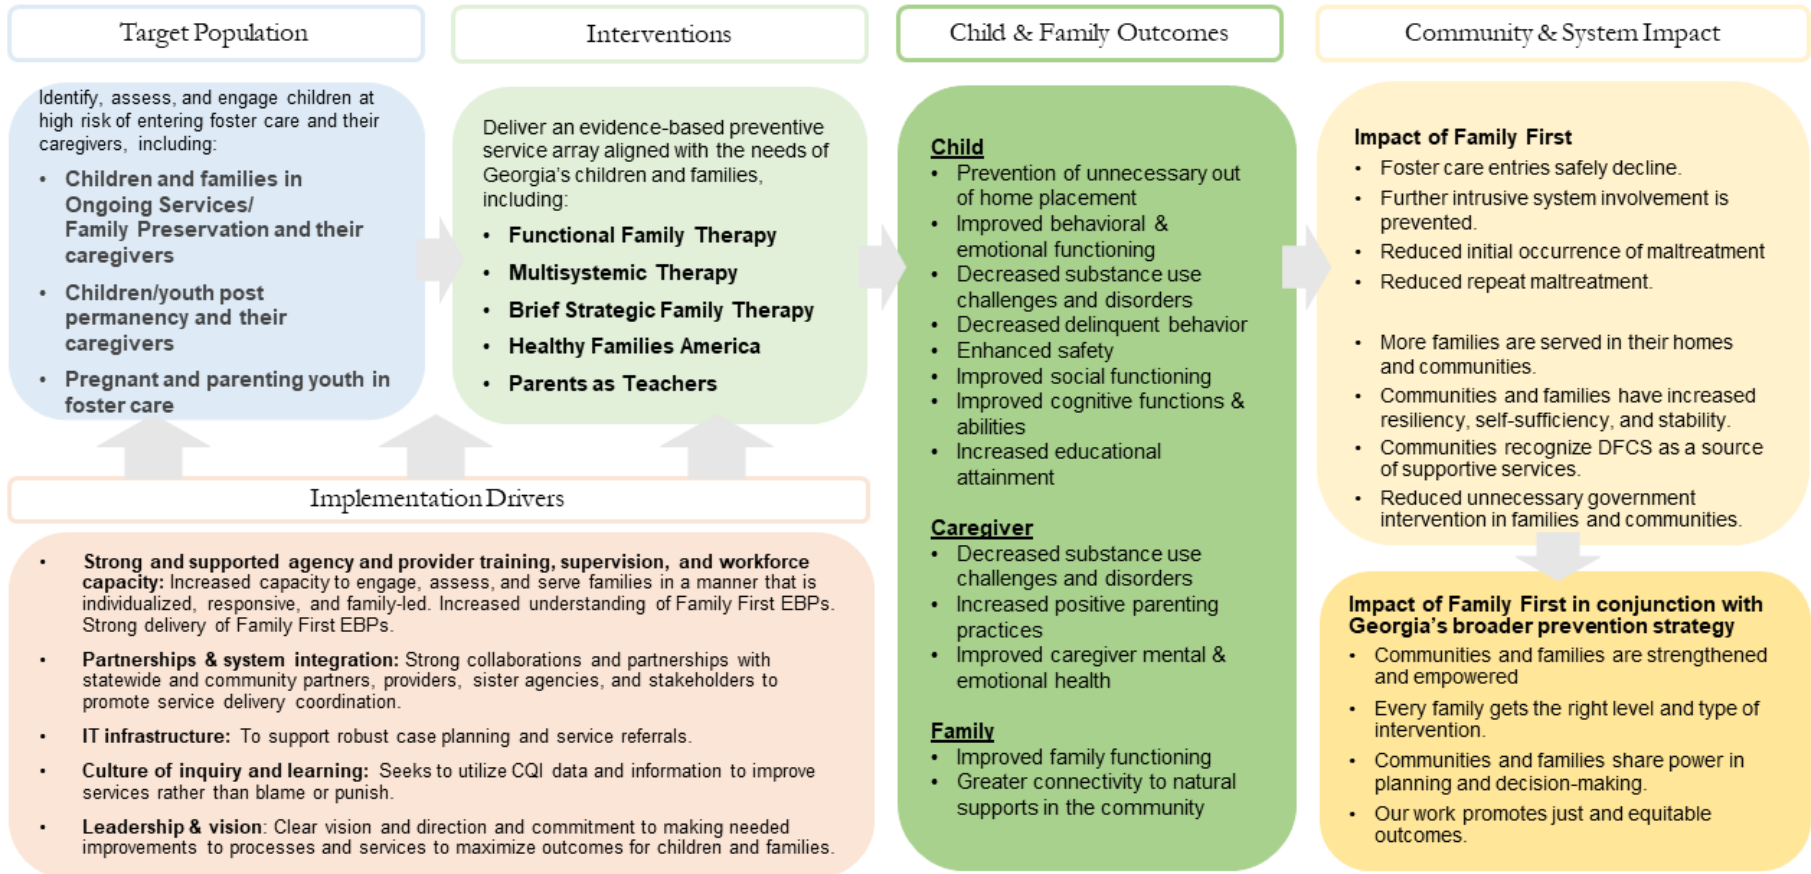 Target Population
Identify, assess, and engage children at
high risk of entering foster care and their
caregivers, including:
• Children and families in
Ongoing Services/
Family Preservation and their
caregivers
• Children/youth post
permanency and their
caregivers
• Pregnant and parenting youth in
foster care
Interventions
Deliver an evidence-based preventive
service array aligned with the needs of
Georgia's children and families,
including:
• Functional Family Therapy
• Multisystemic Therapy
• Brief Strategic Family Therapy
• Healthy Families America
• Parents as Teachers
Implementation Drivers
• Strong and supported agency and provider training, supervision, and workforce
capacity: Increased capacity to engage, assess, and serve families in a manner that is
individualized, responsive, and family-led. Increased understanding of Family First EBPs.
Strong delivery of Family First EBPs.
• Partnerships & system integration: Strong collaborations and partnerships with
statewide and community partners, providers, sister agencies, and stakeholders to
promote service delivery coordination.
• IT infrastructure: To support robust case planning and service referrals.
• Culture of inquiry and learning: Seeks to utilize CQI data and information to improve
services rather than blame or punish.
• Leadership & vision: Clear vision and direction and commitment to making needed
improvements to processes and services to maximize outcomes for children and families.
Child & Family Outcomes
Child
• Prevention of unnecessary out
of home placement
• Improved behavioral &
emotional functioning
• Decreased substance use
challenges and disorders
• Decreased delinquent behavior
• Enhanced safety
• Improved social functioning
• Improved cognitive functions &
abilities
• Increased educational
attainment
Caregiver
• Decreased substance use
challenges and disorders
• Increased positive parenting
practices
• Improved caregiver mental &
emotional health
Family
• Improved family functioning
• Greater connectivity to natural
supports in the community
Community & System Impact
Impact of Family First
• Foster care entries safely decline.
• Further intrusive system involvement is
prevented.
• Reduced initial occurrence of maltreatment
• Reduced repeat maltreatment.
• More families are served in their homes
and communities.
• Communities and families have increased
resiliency, self-sufficiency, and stability.
• Communities recognize DFCS as a source
of supportive services.
• Reduced unnecessary government
intervention in families and communities.
Impact of Family First in conjunction with
Georgia's broader prevention strategy
• Communities and families are strengthened
and empowered
• Every family gets the right level and type of
intervention.
• Communities and families share power in
planning and decision-making.
• Our work promotes just and equitable
outcomes.